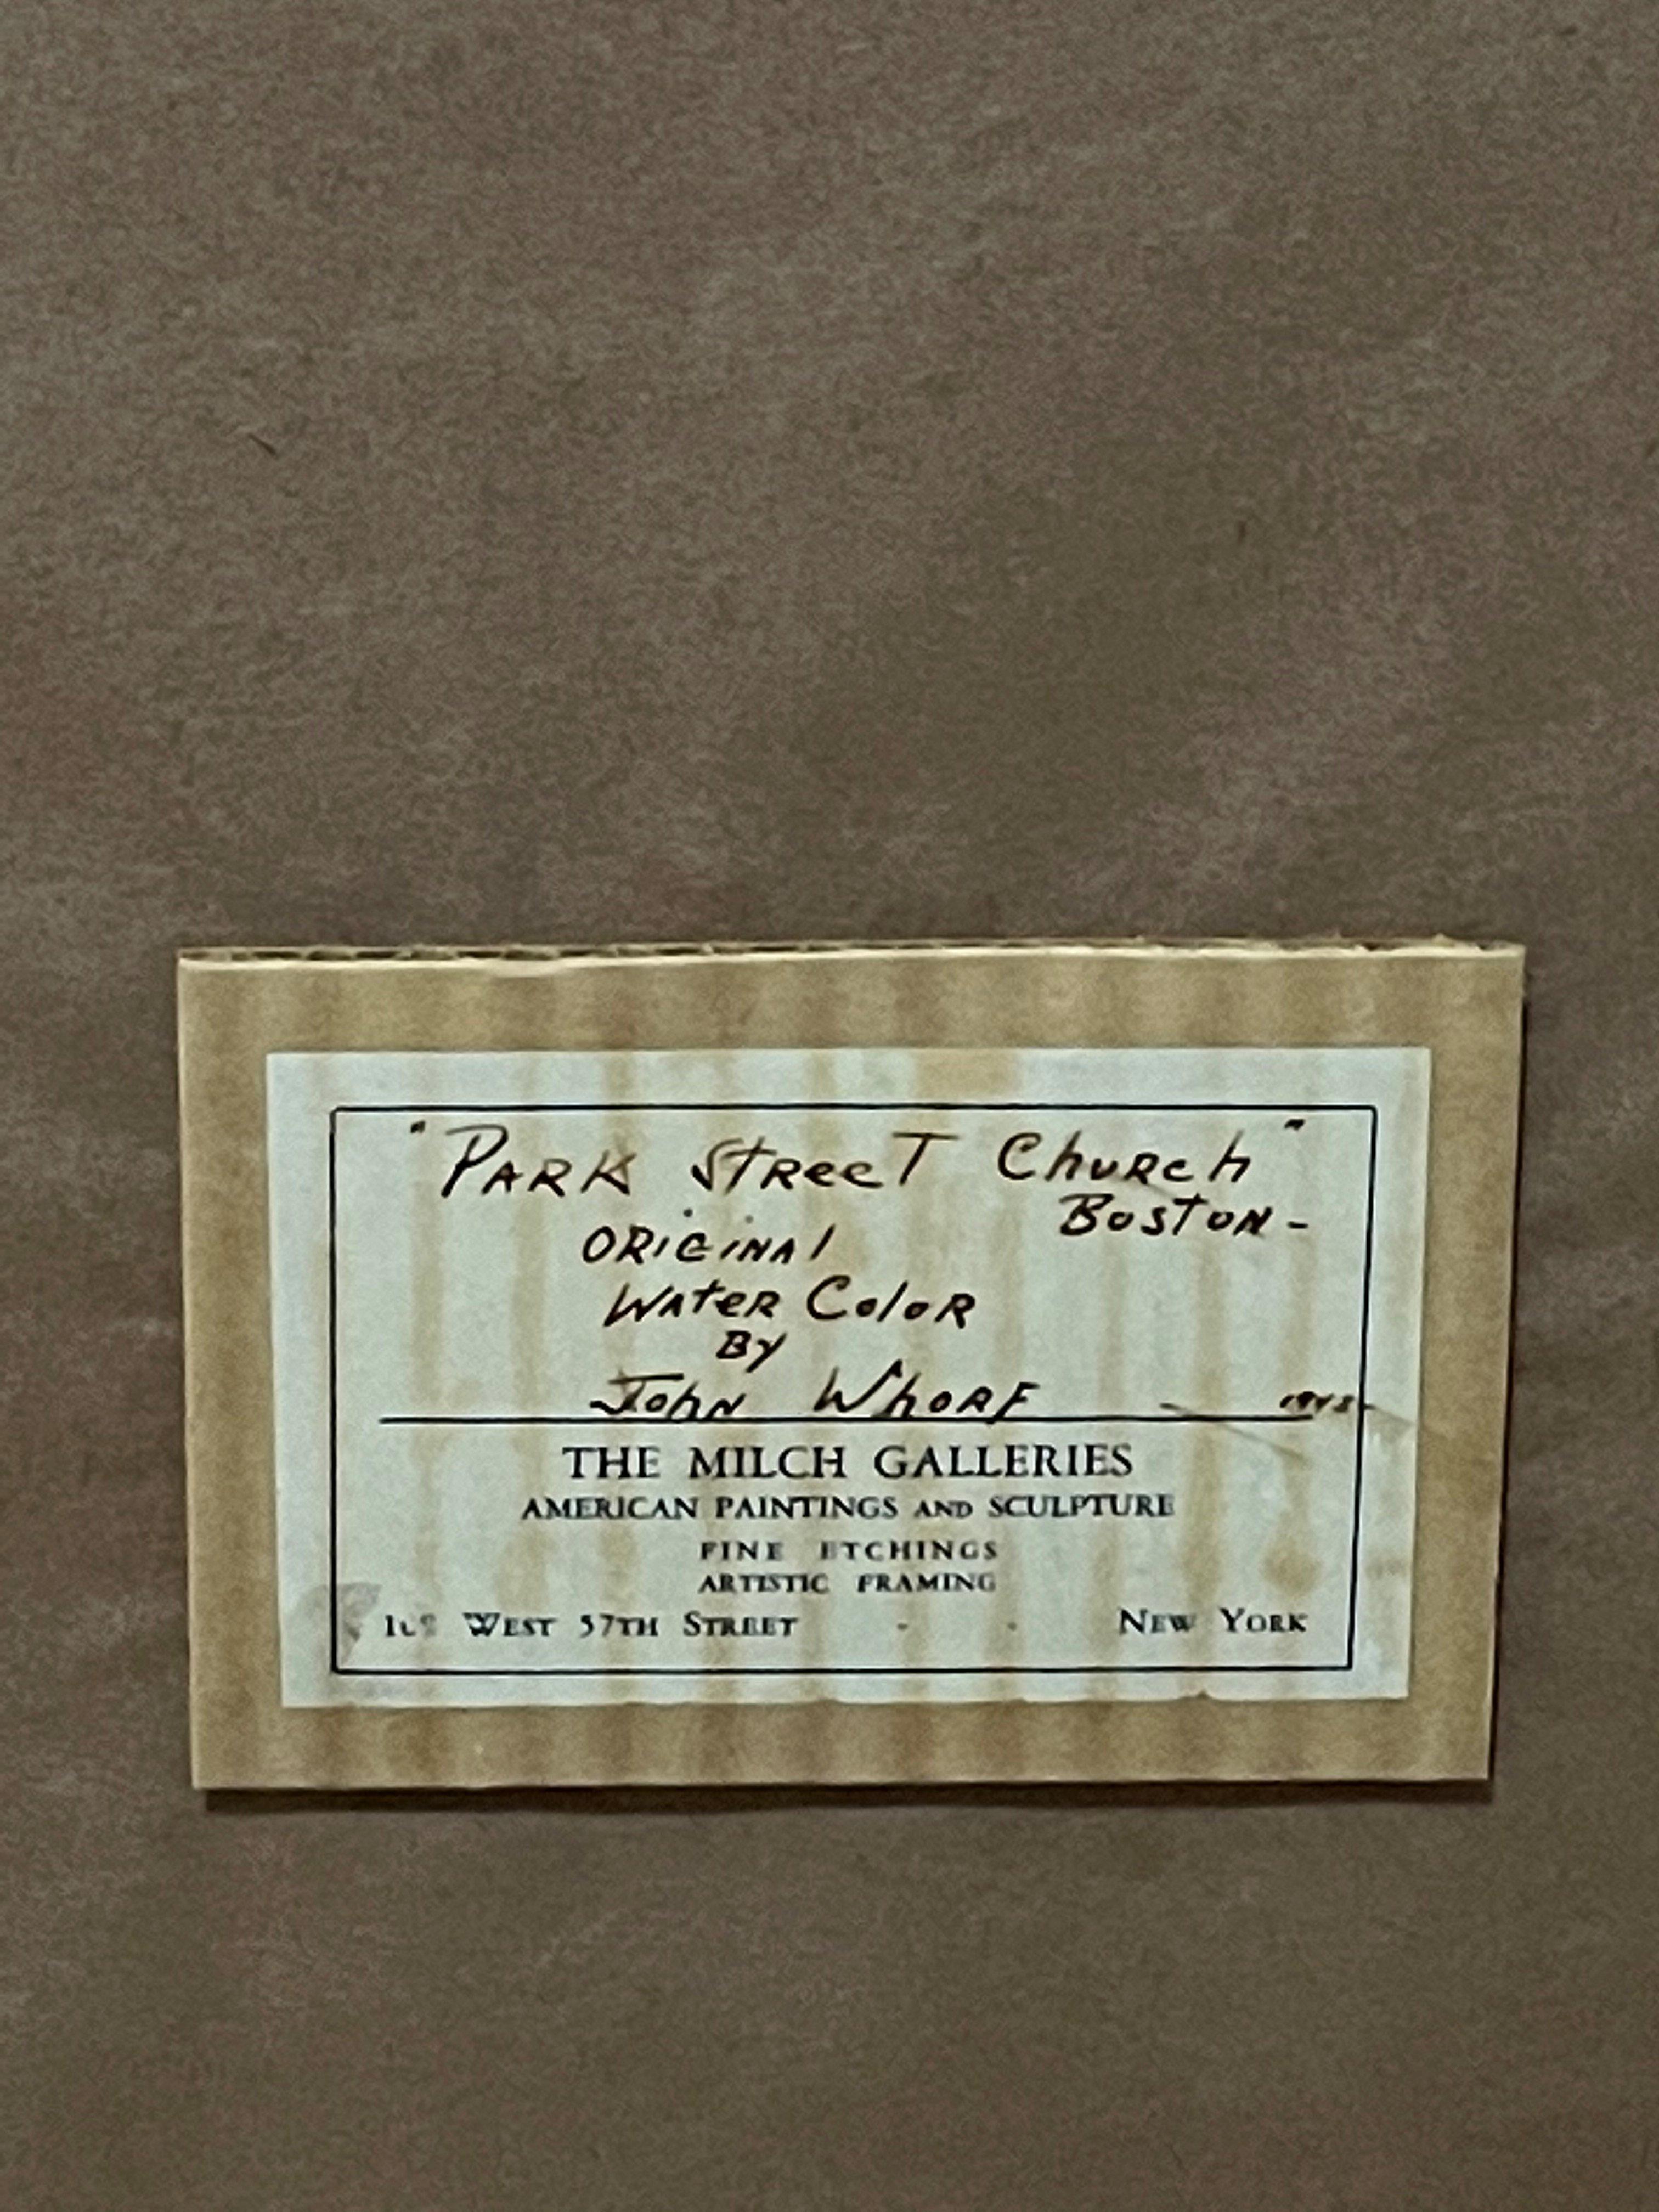 "Park Street Church"
Boston-
Original
Water Color
By
John Whorf
THE MILCH GALLERIES
AMERICAN PAINTINGS AND SCULPTURE
FINE ETCHINGS
ARTISTIC FRAMING
West 57th Street - - New York